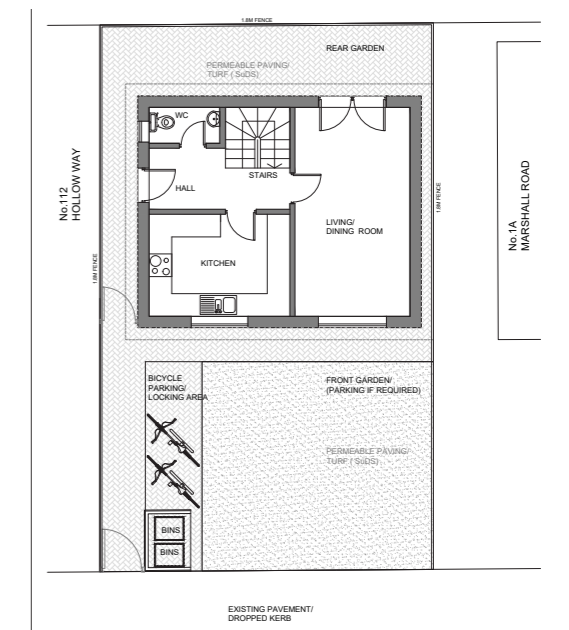 1.8M FENCE
REAR GARDEN
PERMEABLE PAVING/
TURF ( SuDS)
WC
STAIRS
HALL
No.112
HOLLOW WAY
1.8M FENCE
LIVING/
DINING ROOM
1.8M FENCE
No.1A
MARSHALL ROAD
KITCHEN
BICYCLE
PARKING/
LOCKING AREA
FRONT GARDEN/
(PARKING IF REQUIRED)
PERMEABLE PAVING/
TURF ( SuDS)
BINS
BINS
EXISTING PAVEMENT/
DROPPED KERB